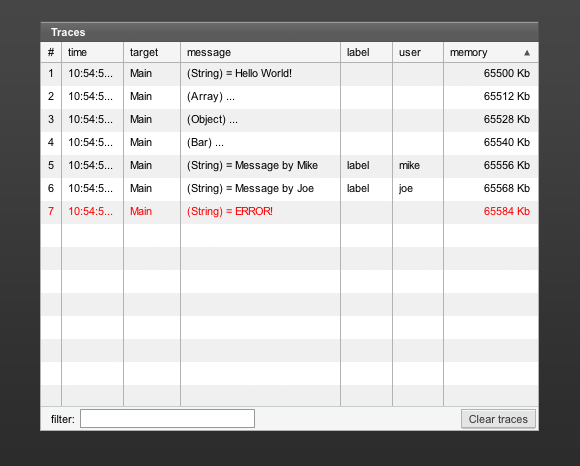 Traces
# time target message label user memory ▲
1 10:54:5... Main (String) = Hello World! 65500 Kb
2 10:54:5... Main (Array) ... 65512 Kb
3 10:54:5... Main (Object) ... 65528 Kb
4 10:54:5... Main (Bar) ... 65540 Kb
5 10:54:5... Main (String) = Message by Mike label mike 65556 Kb
6 10:54:5... Main (String) = Message by Joe label joe 65568 Kb
7 10:54:5... Main (String) = ERROR! 65584 Kb
filter: Clear traces